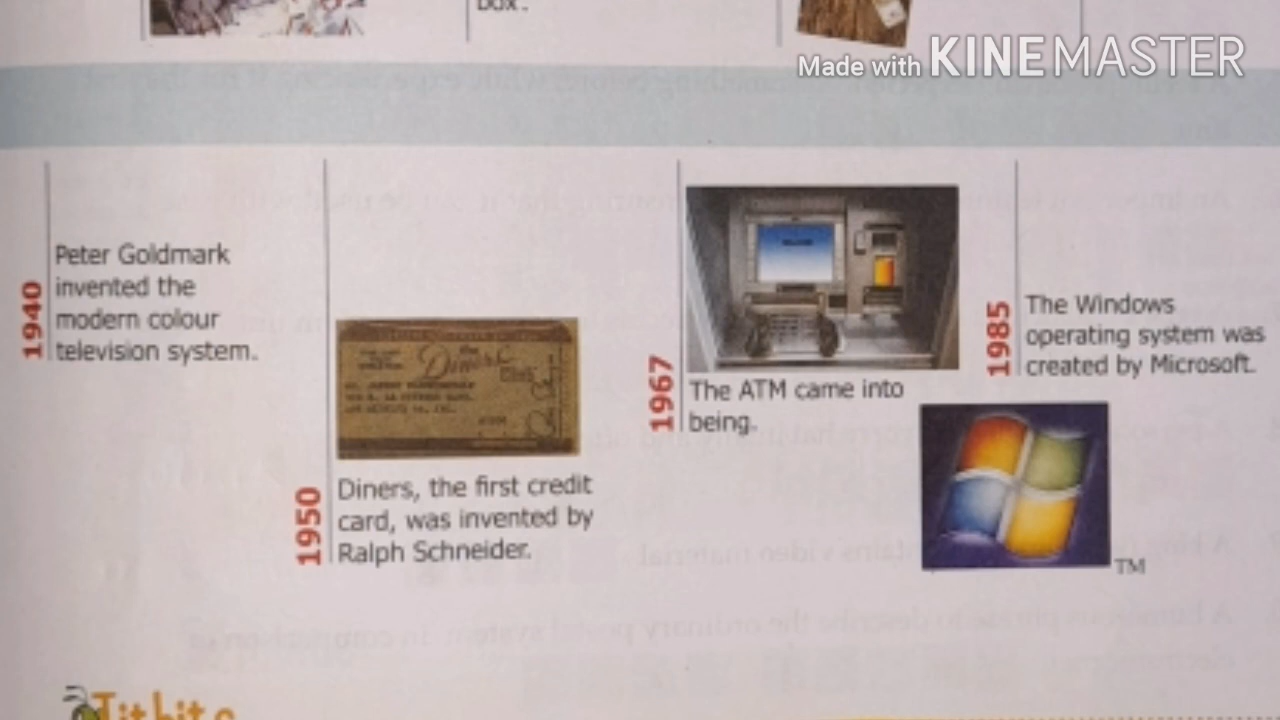 box.
Made with KINEMASTER
1940
Peter Goldmark
invented the
modern colour
television system.
1950
Diners, the first credit
card, was invented by
Ralph Schneider.
1967
The ATM came into
being.
1985
The Windows
operating system was
created by Microsoft.
TM